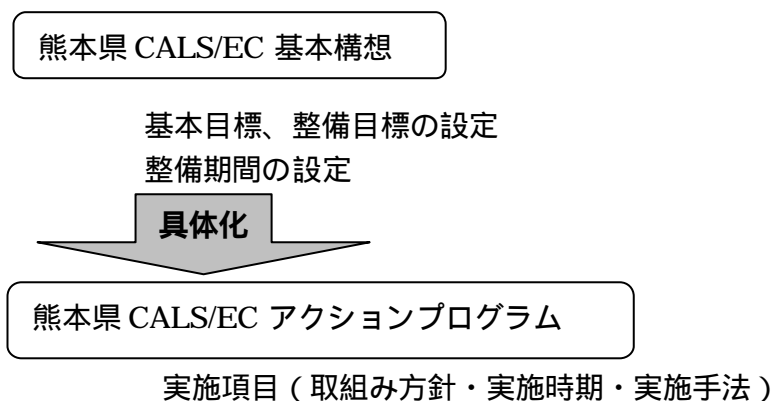 熊本県 CALS/EC 基本構想
基本目標、整備目標の設定
整備期間の設定
具体化
熊本県 CALS/EC アクションプログラム
実施項目（取組み方針・実施時期・実施手法）